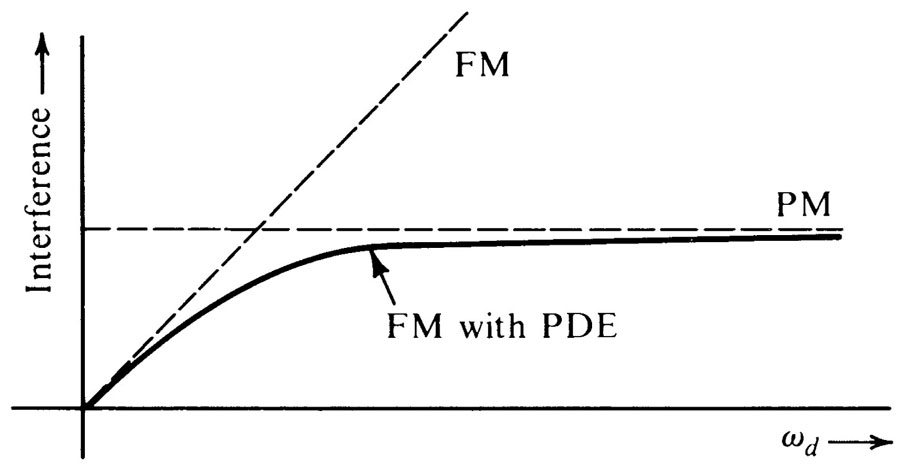 FM
Interference
PM
FM with PDE
ω_d